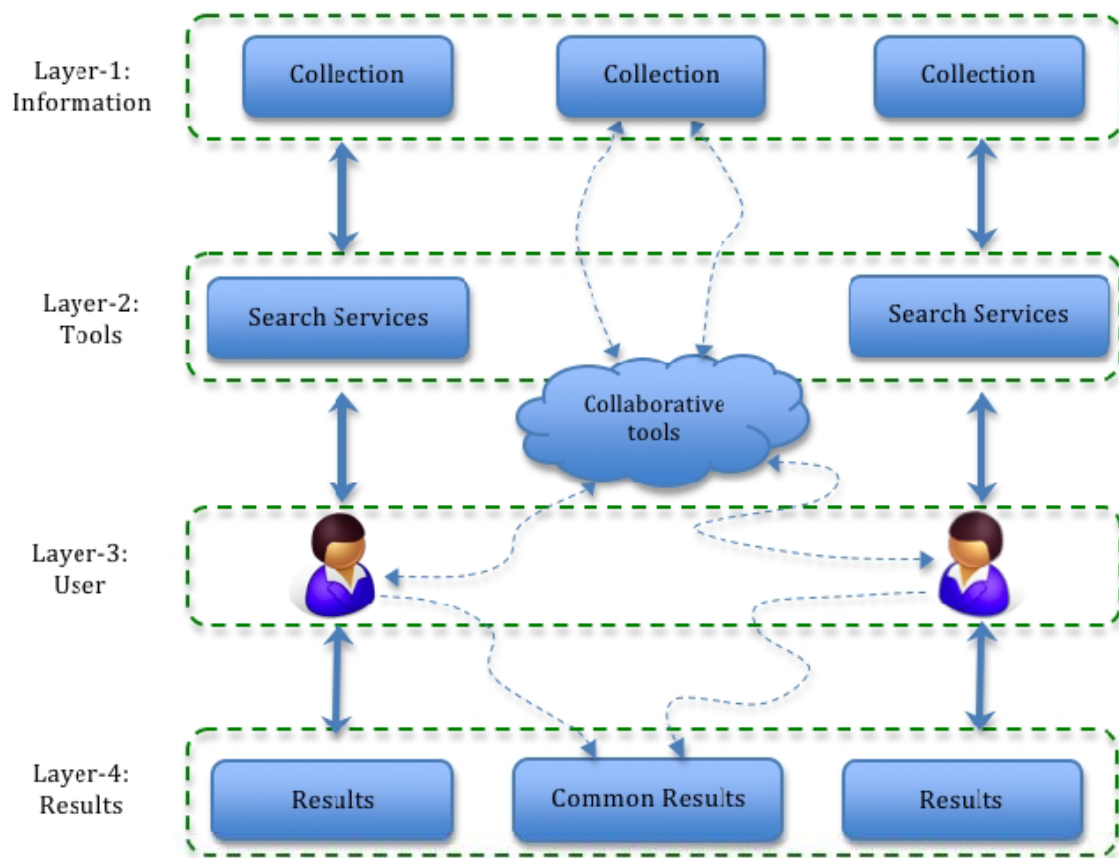 Layer-1:
Information
Collection
Collection
Collection
Layer-2:
Tools
Search Services
Search Services
Collaborative
tools
Layer-3:
User
Layer-4:
Results
Results
Common Results
Results